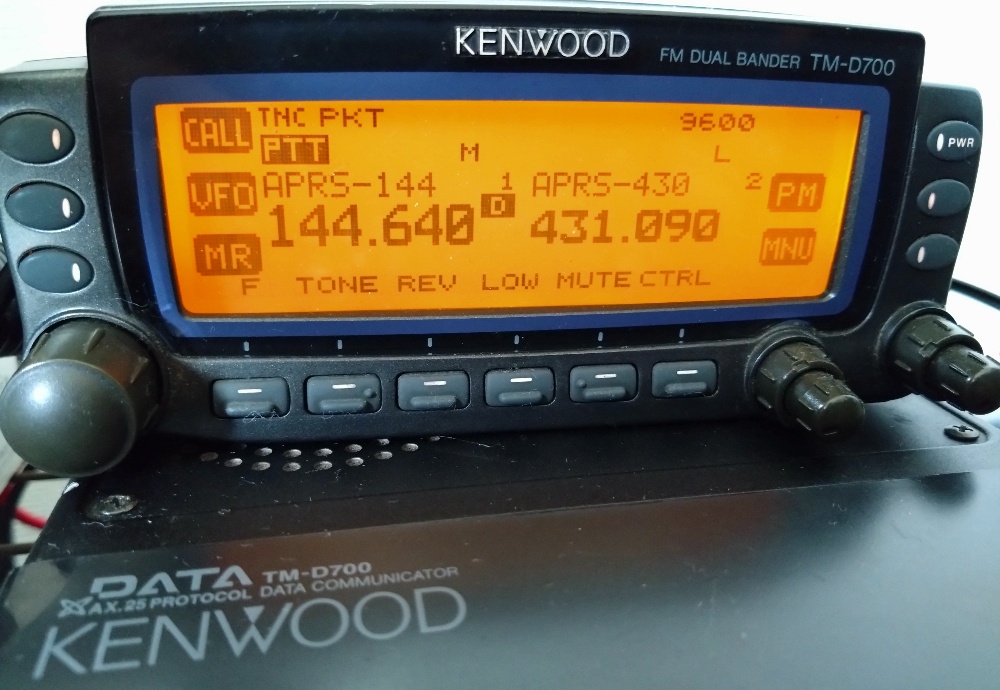 KENWOOD FM DUAL BANDER TM-D700
CALL TNC PKT 9600
PTT M L
VFO APRS-144 1 APRS-430 2 PM
144.640 D 431.090
MR MNU
F TONE REV LOW MUTE CTRL
PWR
DATA TM-D700
AX.25 PROTOCOL DATA COMMUNICATOR
KENWOOD